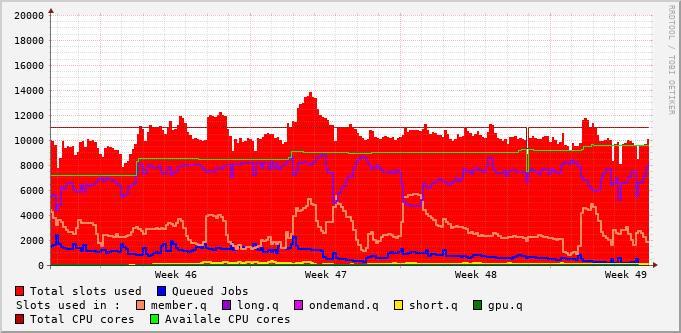 20000
18000
16000
14000
12000
10000
8000
6000
4000
2000
0
Week 46 Week 47 Week 48 Week 49
RRDTOOL / TOBI OETIKER
Total slots used Queued Jobs
Slots used in : member.q long.q ondemand.q short.q gpu.q
Total CPU cores Availale CPU cores